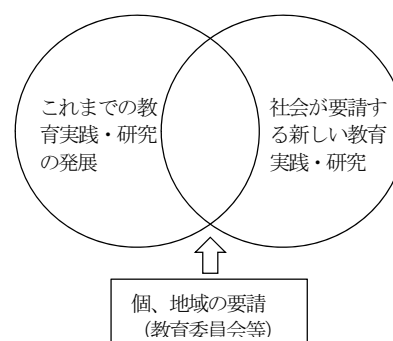 これまでの教
育実践・研究
の発展
社会が要請す
る新しい教育
実践・研究
個、地域の要請
（教育委員会等）